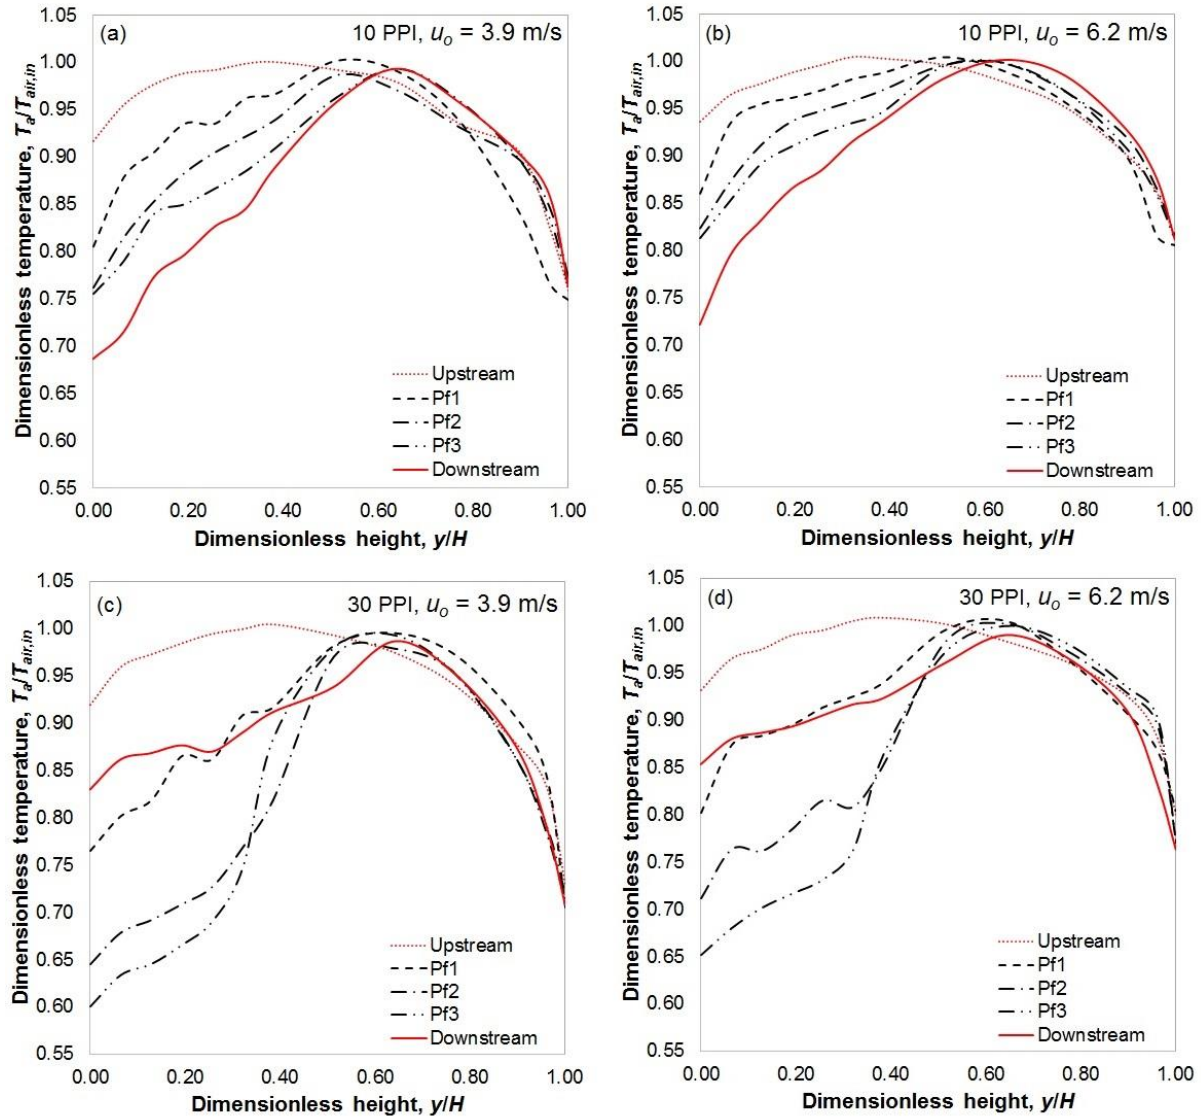 (a) 10 PPI, uₒ = 3.9 m/s
1.05
1.00
0.95
0.90
0.85
0.80
0.75
0.70
0.65
0.60
0.55
Dimensionless temperature, Tₐ/Tair,in
Upstream
Pf1
Pf2
Pf3
Downstream
0.00 0.20 0.40 0.60 0.80 1.00
Dimensionless height, y/H
(b) 10 PPI, uₒ = 6.2 m/s
1.05
1.00
0.95
0.90
0.85
0.80
0.75
0.70
0.65
0.60
0.55
Dimensionless temperature, Tₐ/Tair,in
Upstream
Pf1
Pf2
Pf3
Downstream
0.00 0.20 0.40 0.60 0.80 1.00
Dimensionless height, y/H
(c) 30 PPI, uₒ = 3.9 m/s
1.05
1.00
0.95
0.90
0.85
0.80
0.75
0.70
0.65
0.60
0.55
Dimensionless temperature, Tₐ/Tair,in
Upstream
Pf1
Pf2
Pf3
Downstream
0.00 0.20 0.40 0.60 0.80 1.00
Dimensionless height, y/H
(d) 30 PPI, uₒ = 6.2 m/s
1.05
1.00
0.95
0.90
0.85
0.80
0.75
0.70
0.65
0.60
0.55
Dimensionless temperature, Tₐ/Tair,in
Upstream
Pf1
Pf2
Pf3
Downstream
0.00 0.20 0.40 0.60 0.80 1.00
Dimensionless height, y/H